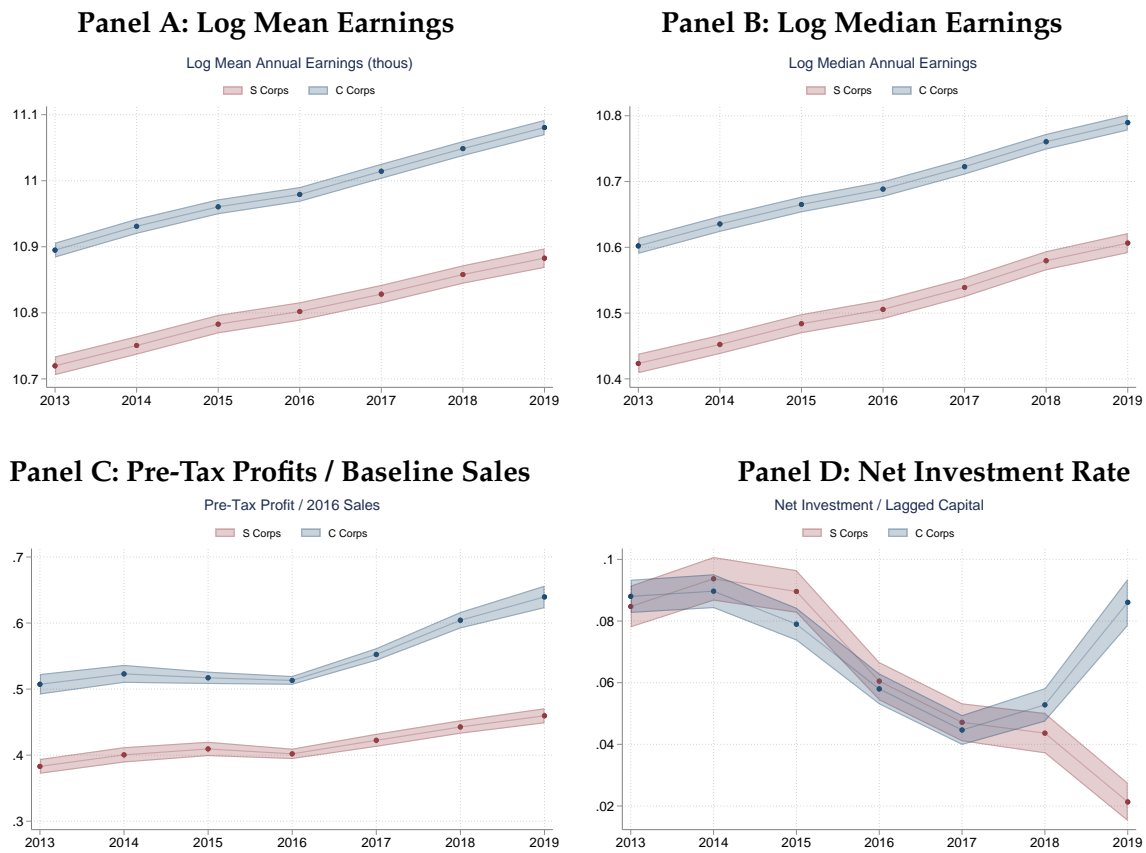 Panel A: Log Mean Earnings
Log Mean Annual Earnings (thous)
S Corps C Corps
11.1
11
10.9
10.8
10.7
2013 2014 2015 2016 2017 2018 2019
Panel B: Log Median Earnings
Log Median Annual Earnings
S Corps C Corps
10.8
10.7
10.6
10.5
10.4
2013 2014 2015 2016 2017 2018 2019
Panel C: Pre-Tax Profits / Baseline Sales
Pre-Tax Profit / 2016 Sales
S Corps C Corps
.7
.6
.5
.4
.3
2013 2014 2015 2016 2017 2018 2019
Panel D: Net Investment Rate
Net Investment / Lagged Capital
S Corps C Corps
.1
.08
.06
.04
.02
2013 2014 2015 2016 2017 2018 2019